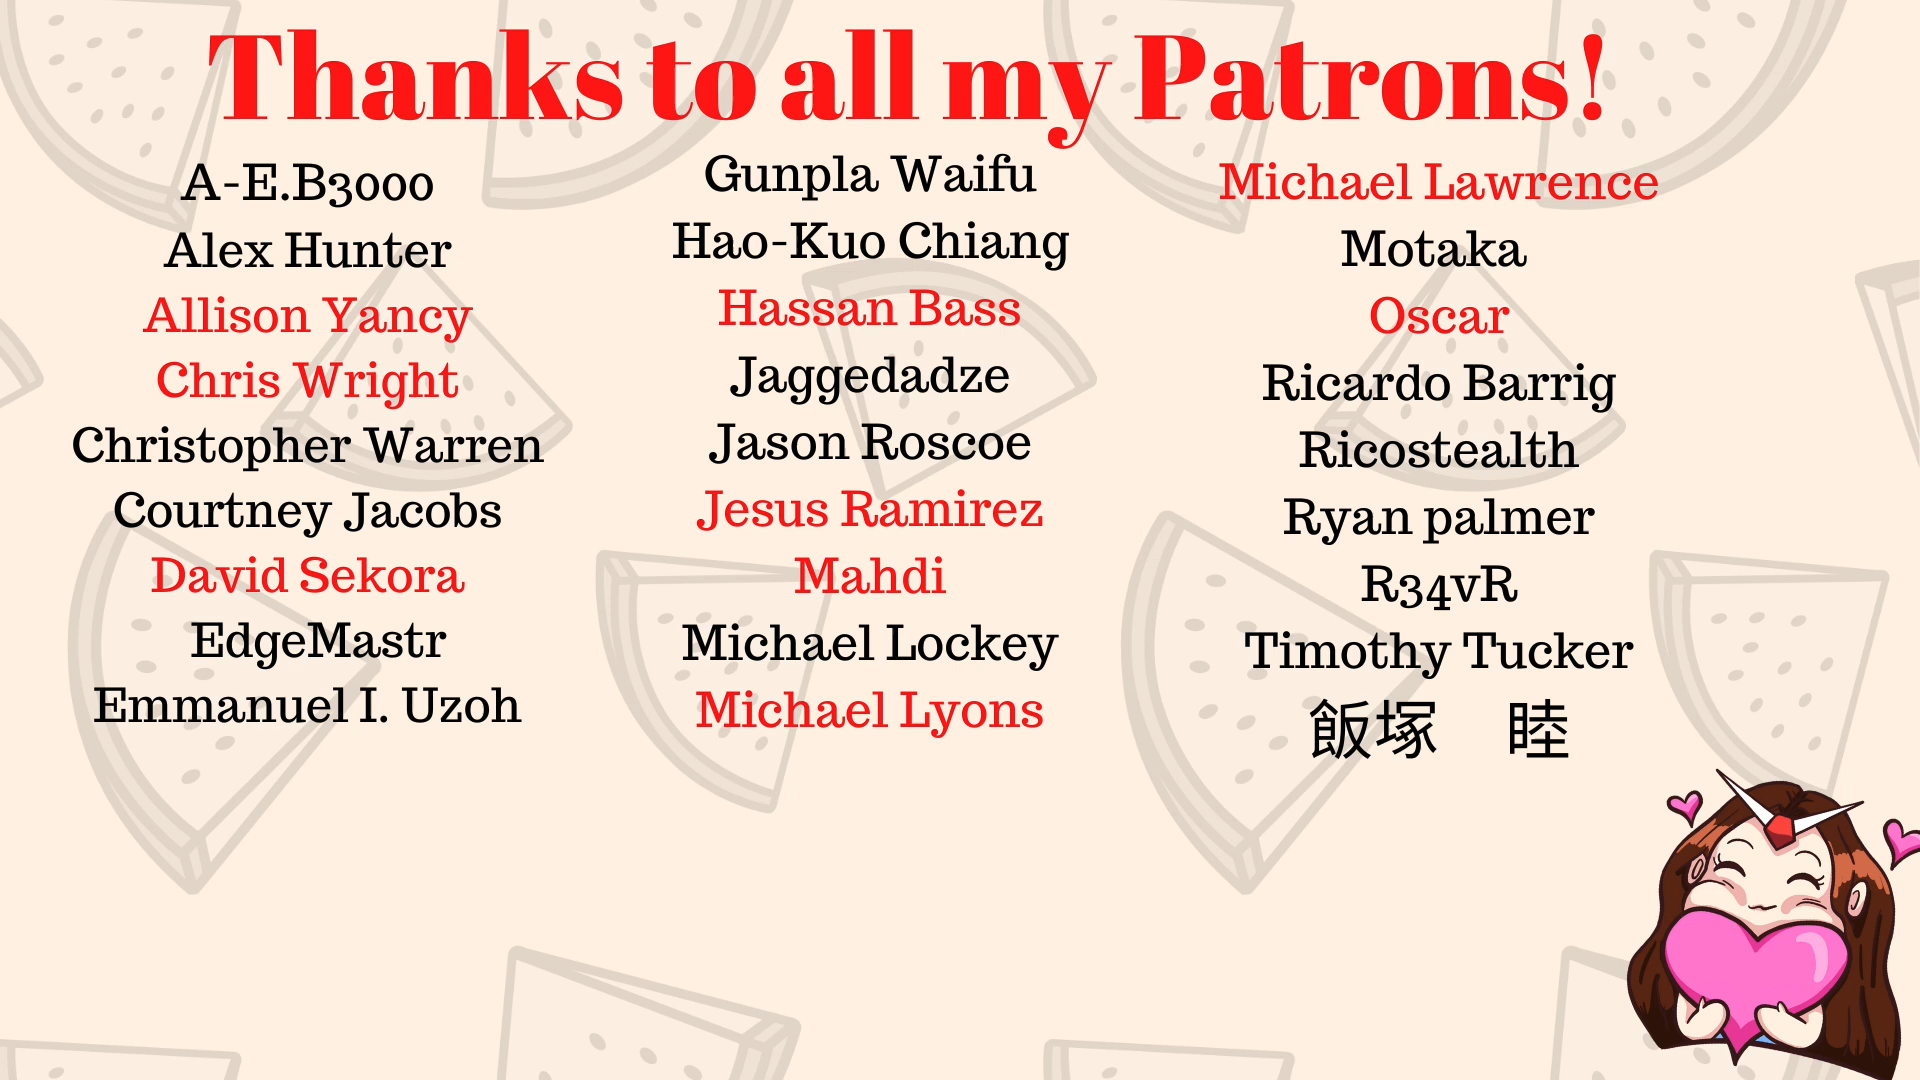 Thanks to all my Patrons!
A-E.B3000
Alex Hunter
Allison Yancy
Chris Wright
Christopher Warren
Courtney Jacobs
David Sekora
EdgeMastr
Emmanuel I. Uzoh
Gunpla Waifu
Hao-Kuo Chiang
Hassan Bass
Jaggedadze
Jason Roscoe
Jesus Ramirez
Mahdi
Michael Lockey
Michael Lyons
Michael Lawrence
Motaka
Oscar
Ricardo Barrig
Ricostealth
Ryan palmer
R34vR
Timothy Tucker
飯塚　睦